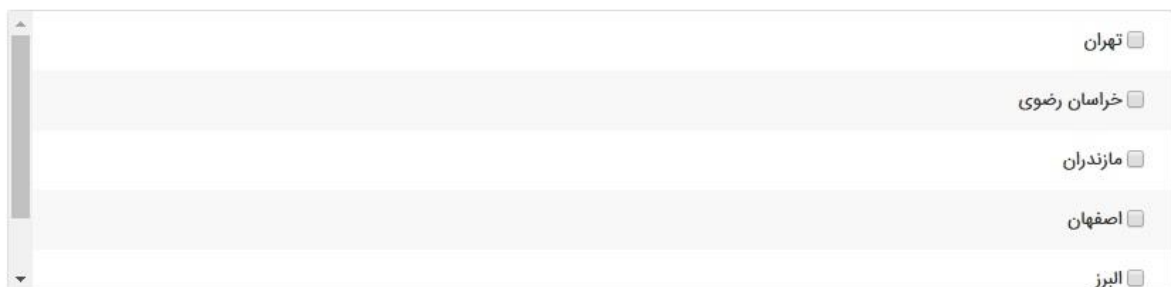 تهران
خراسان رضوی
مازندران
اصفهان
البرز